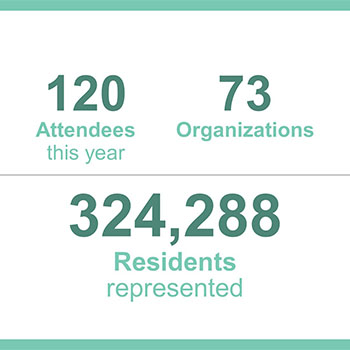 120
Attendees
this year
73
Organizations
324,288
Residents
represented